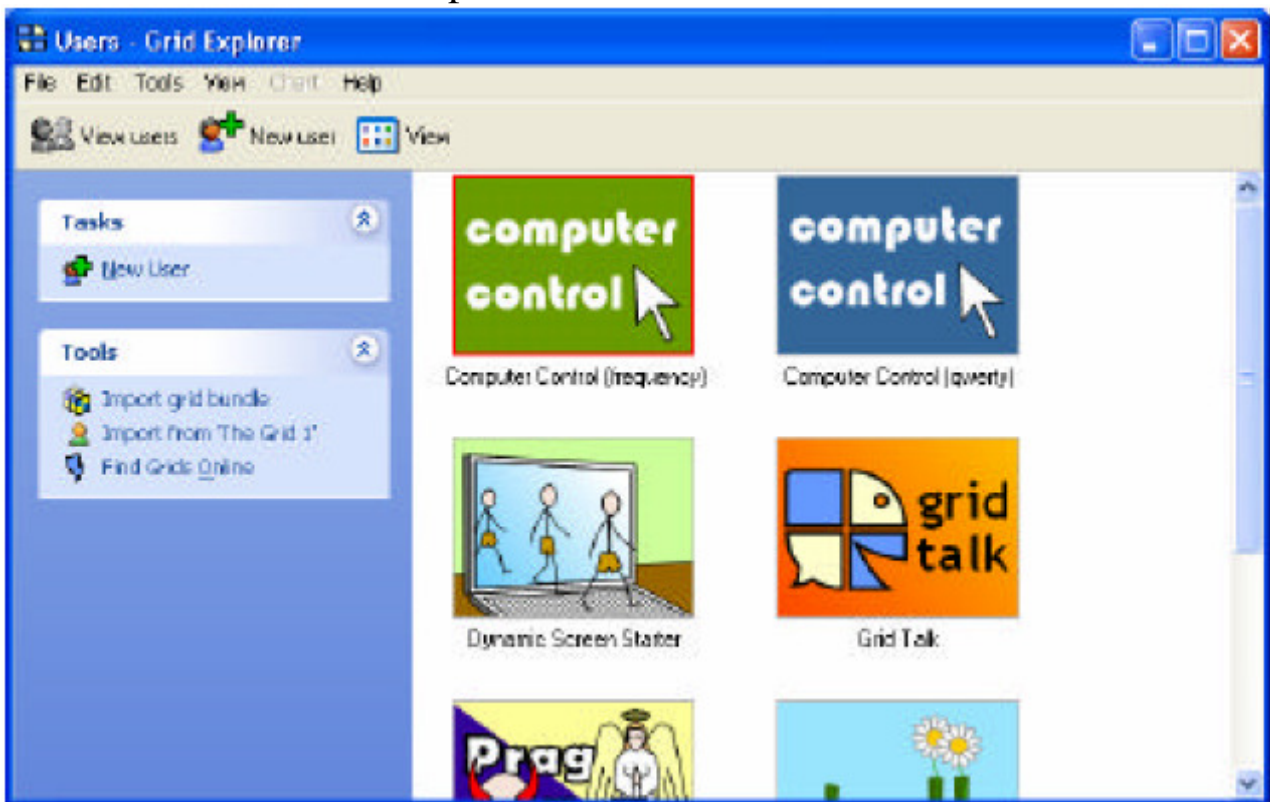 Users - Grid Explorer
File Edit Tools View Chart Help
View users New user View
Tasks
New User
Tools
Import grid bundle
Import from 'The Grid 1'
Find Grids Online
computer
control
computer
control
Computer Control (frequency)
Computer Control (qwerty)
grid
talk
Dynamic Screen Starter
Grid Talk
Prag